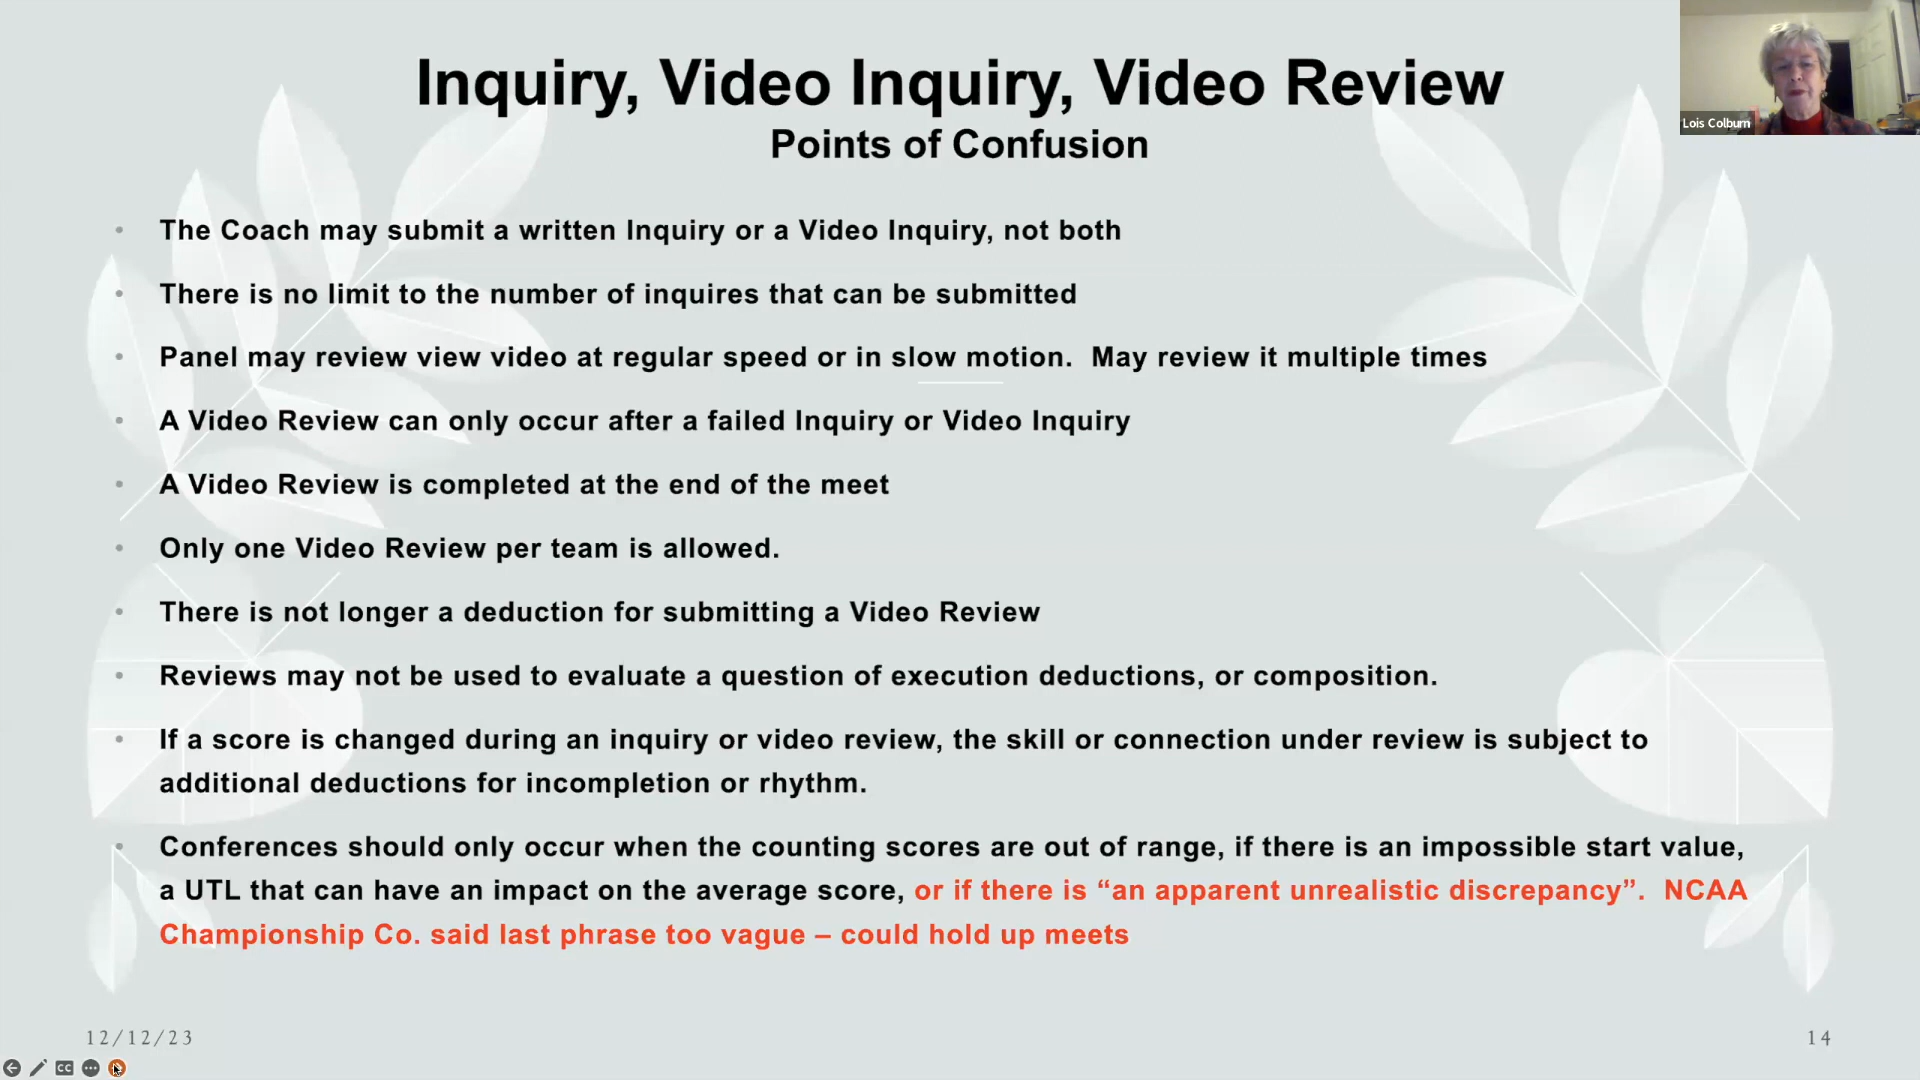 Inquiry, Video Inquiry, Video Review
Points of Confusion
Lois Colburn
• The Coach may submit a written Inquiry or a Video Inquiry, not both
• There is no limit to the number of inquires that can be submitted
• Panel may review view video at regular speed or in slow motion.  May review it multiple times
• A Video Review can only occur after a failed Inquiry or Video Inquiry
• A Video Review is completed at the end of the meet
• Only one Video Review per team is allowed.
• There is not longer a deduction for submitting a Video Review
• Reviews may not be used to evaluate a question of execution deductions, or composition.
• If a score is changed during an inquiry or video review, the skill or connection under review is subject to
additional deductions for incompletion or rhythm.
• Conferences should only occur when the counting scores are out of range, if there is an impossible start value,
a UTL that can have an impact on the average score, or if there is “an apparent unrealistic discrepancy”.  NCAA
Championship Co. said last phrase too vague – could hold up meets
12/12/23
14
CC